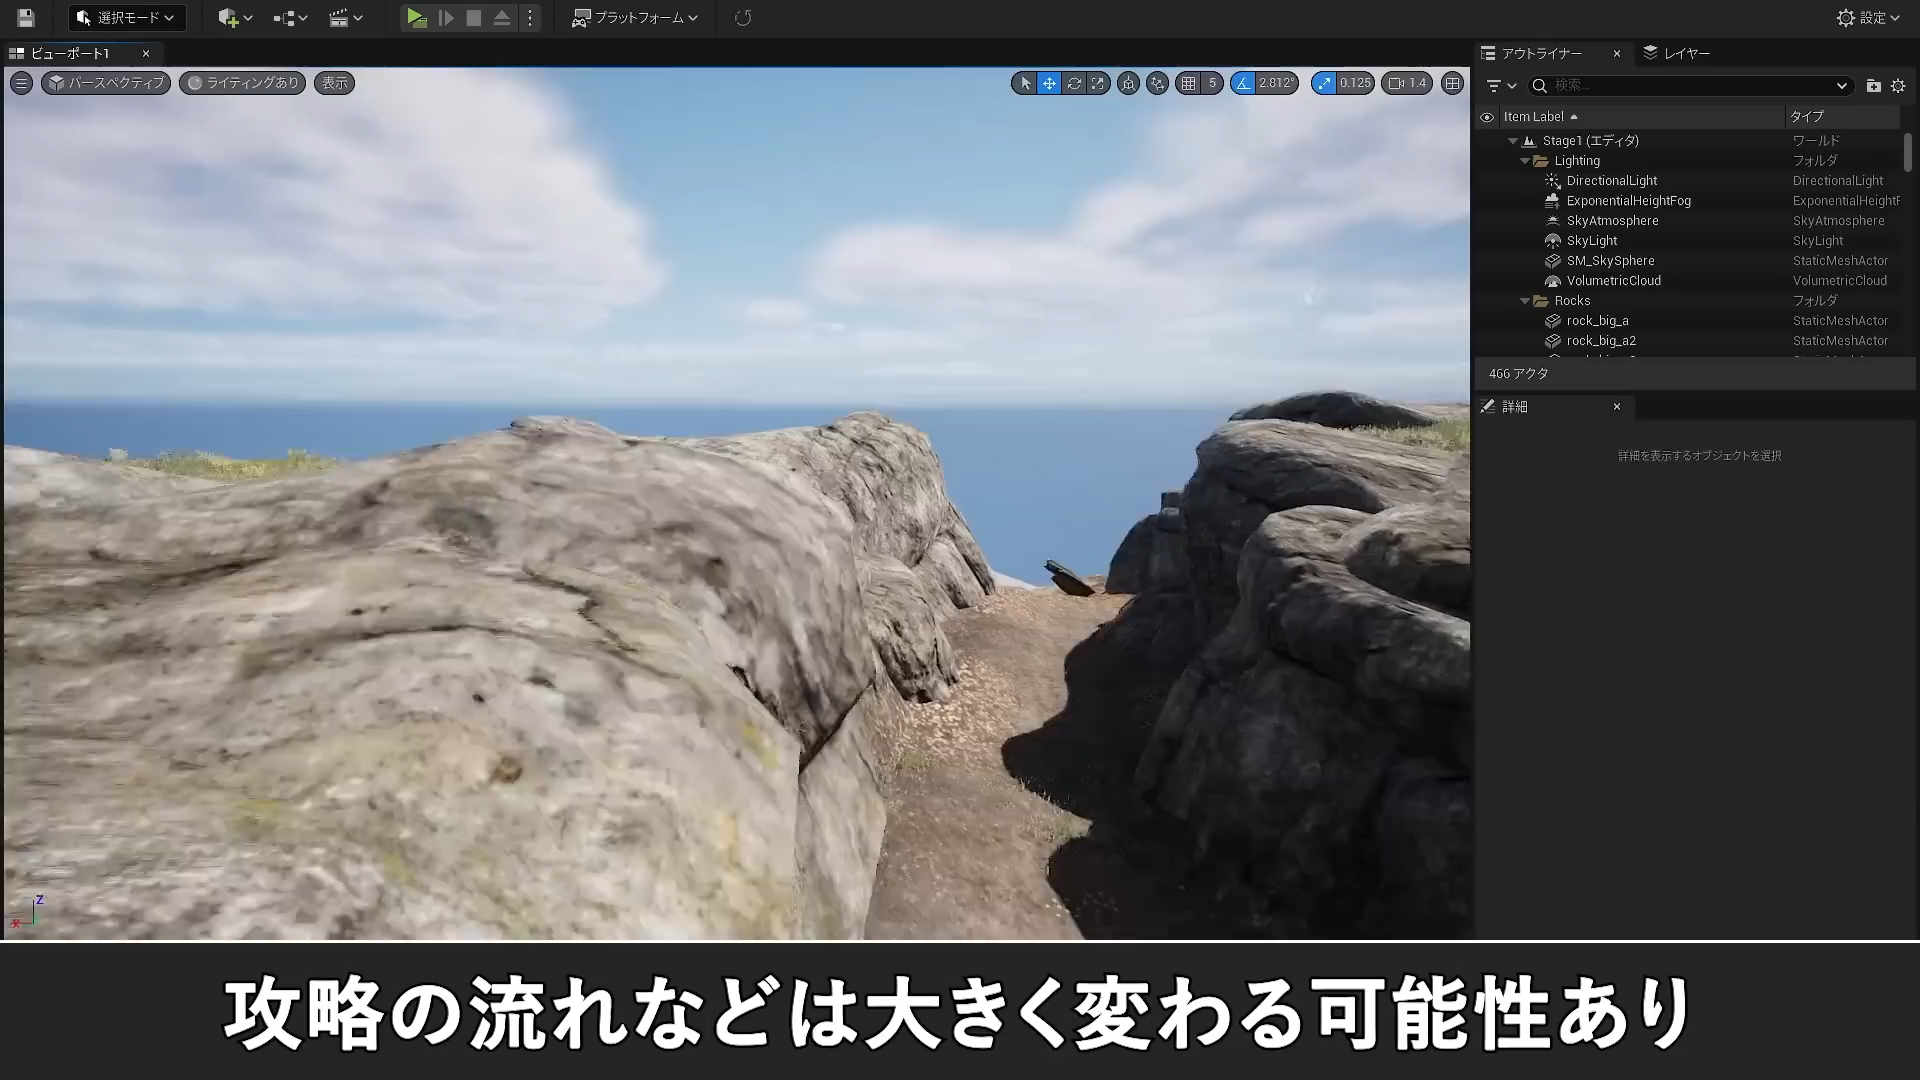 選択モード
プラットフォーム
設定
ビューポート1
アウトライナー
レイヤー
パースペクティブ
ライティングあり
表示
5
2.812°
0.125
1.4
検索...
Item Label
タイプ
Stage1 (エディタ)
ワールド
Lighting
フォルダ
DirectionalLight
DirectionalLight
ExponentialHeightFog
ExponentialHeightF
SkyAtmosphere
SkyAtmosphere
SkyLight
SkyLight
SM_SkySphere
StaticMeshActor
VolumetricCloud
VolumetricCloud
Rocks
フォルダ
rock_big_a
StaticMeshActor
rock_big_a2
StaticMeshActor
466 アクタ
詳細
詳細を表示するオブジェクトを選択
Z
X
攻略の流れなどは大きく変わる可能性あり